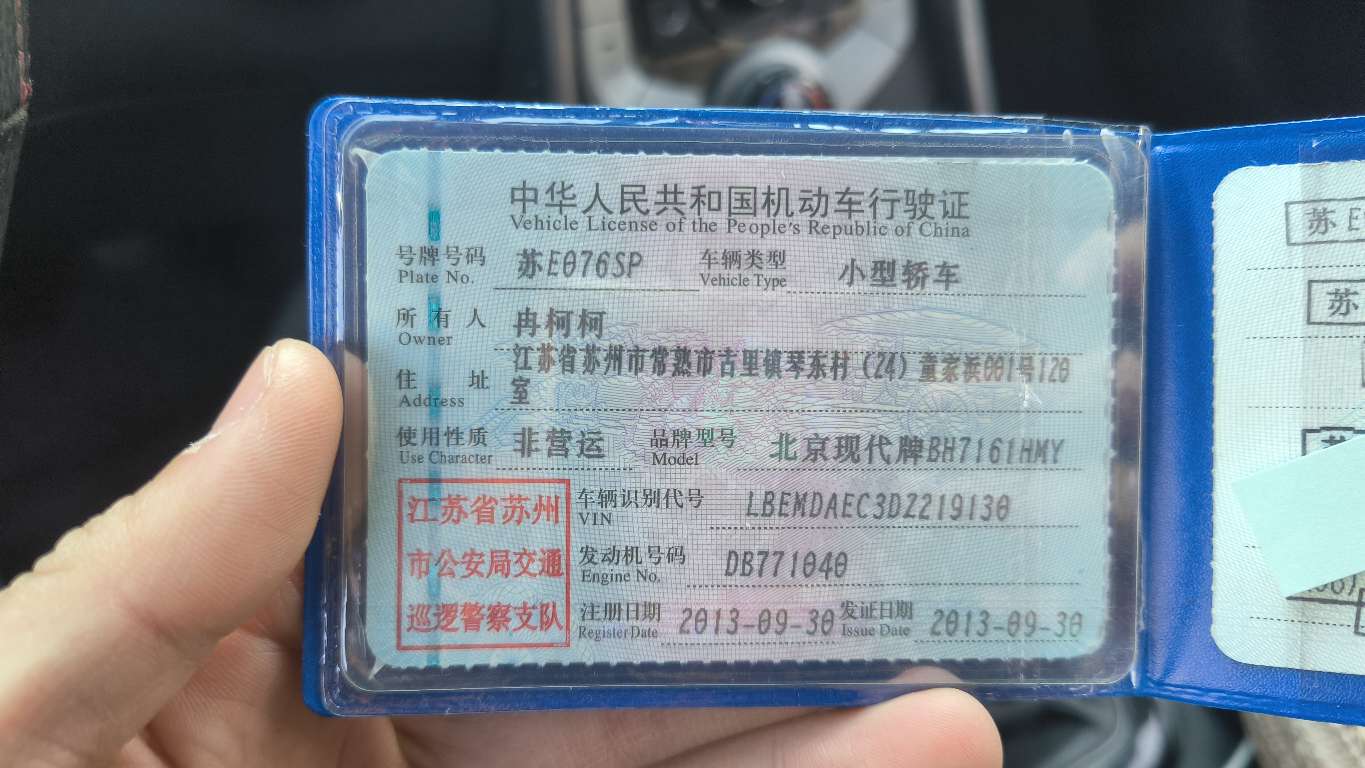 中华人民共和国机动车行驶证
Vehicle License of the People's Republic of China
号牌号码 苏E076SP 车辆类型 小型轿车
Plate No. Vehicle Type
所有人 冉柯柯
Owner
住址 江苏省苏州市常熟市古里镇琴东村(24)童家浜001号120
室
Address
使用性质 非营运 品牌型号 北京现代牌BH7161HMY
Use Character Model
江苏省苏州
市公安局交通
巡逻警察支队
车辆识别代号 LBEMDAEC3DZ219130
VIN
发动机号码 DB771040
Engine No.
注册日期 2013-09-30 发证日期 2013-09-30
Register Date Issue Date
苏E
苏